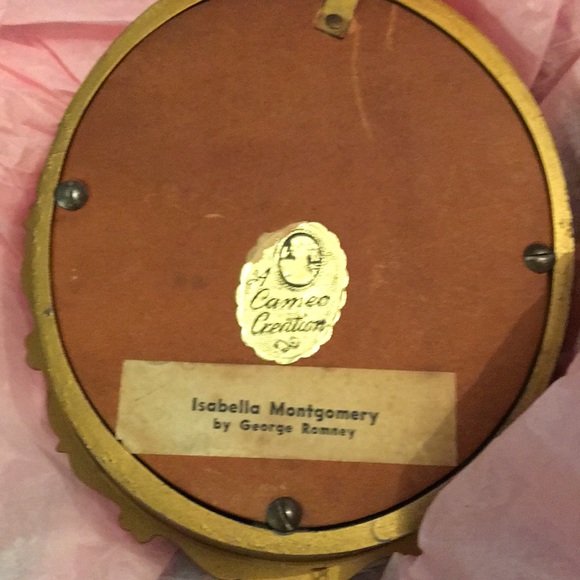 A
Cameo
Creation
Isabella Montgomery
by George Romney